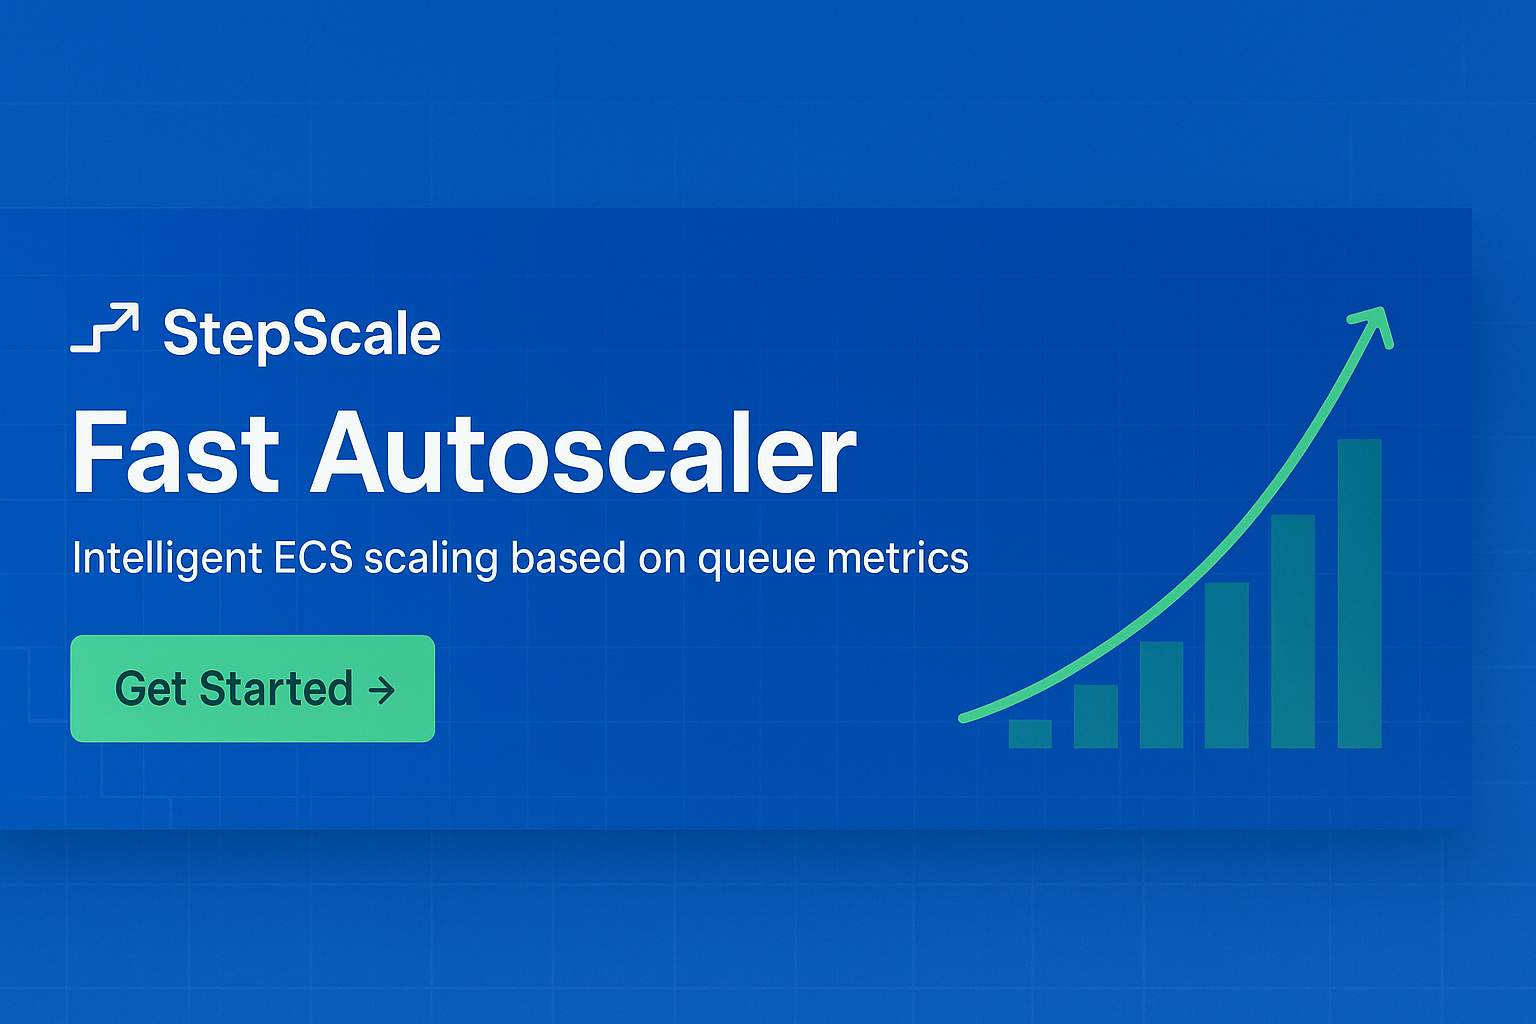 StepScale
Fast Autoscaler
Intelligent ECS scaling based on queue metrics
Get Started →